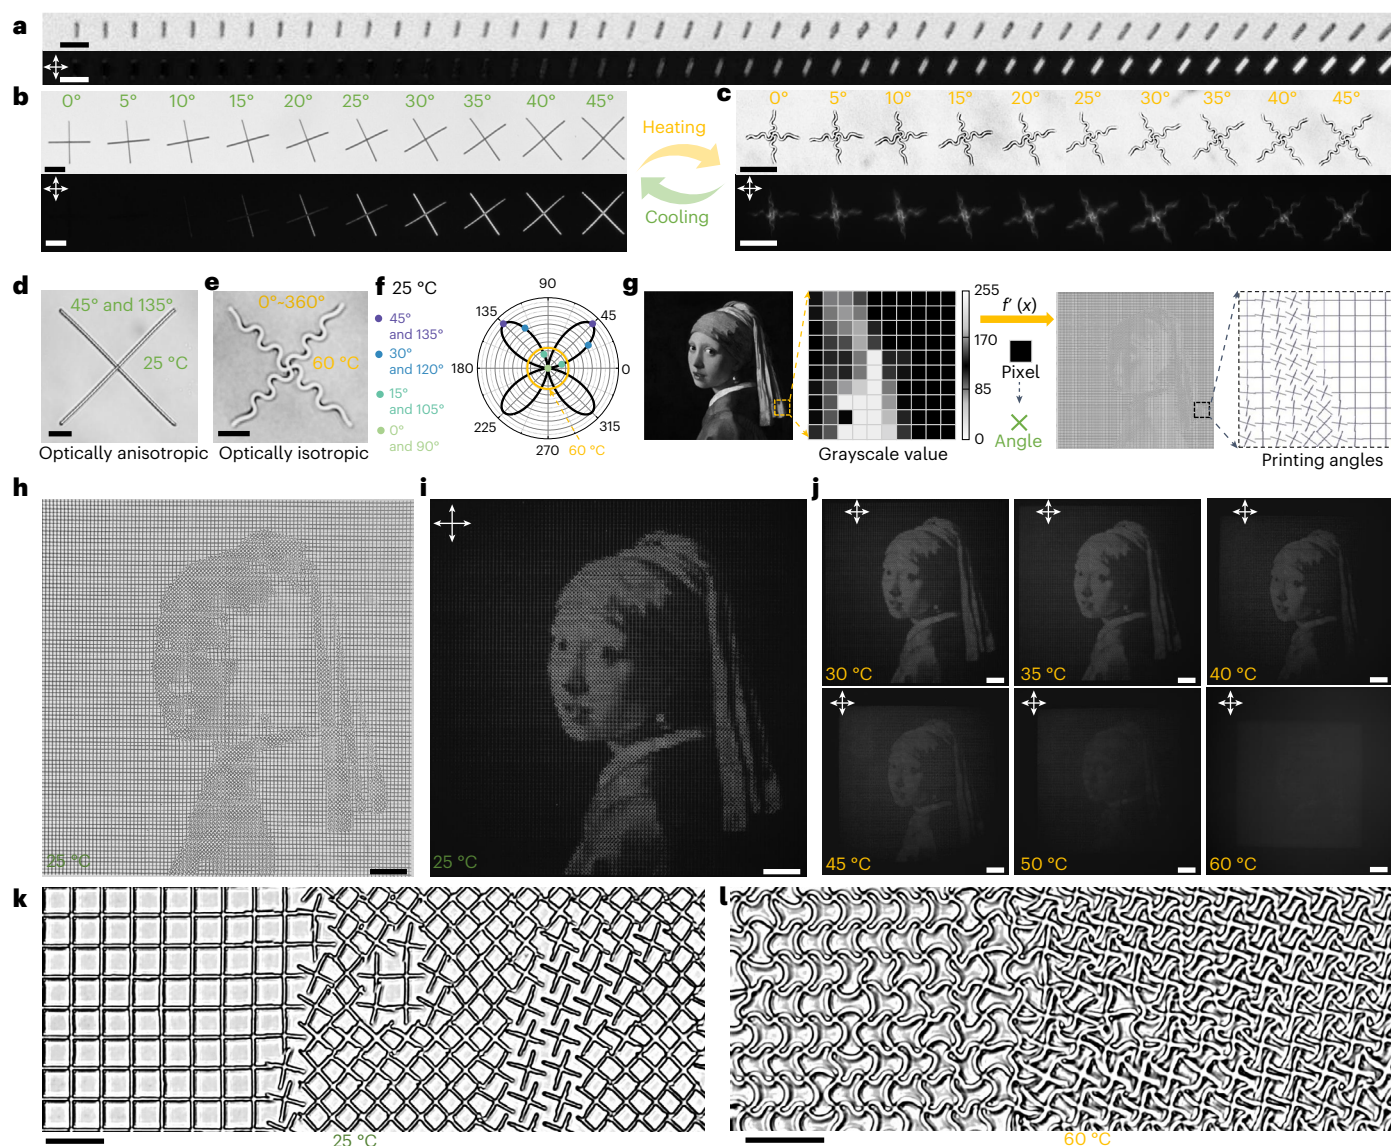 a
b
0° 5° 10° 15° 20° 25° 30° 35° 40° 45°
Heating
Cooling
c
0° 5° 10° 15° 20° 25° 30° 35° 40° 45°
d
45° and 135°
25 °C
Optically anisotropic
e
0°–360°
60 °C
Optically isotropic
f 25 °C
45°
and 135°
30°
and 120°
15°
and 105°
0°
and 90°
90
135 45
180 0
225 315
270 60 °C
g
255
170
85
0
Grayscale value
f′ (x)
Pixel
Angle
Printing angles
h
25 °C
i
25 °C
j
30 °C
35 °C
40 °C
45 °C
50 °C
60 °C
k
25 °C
l
60 °C